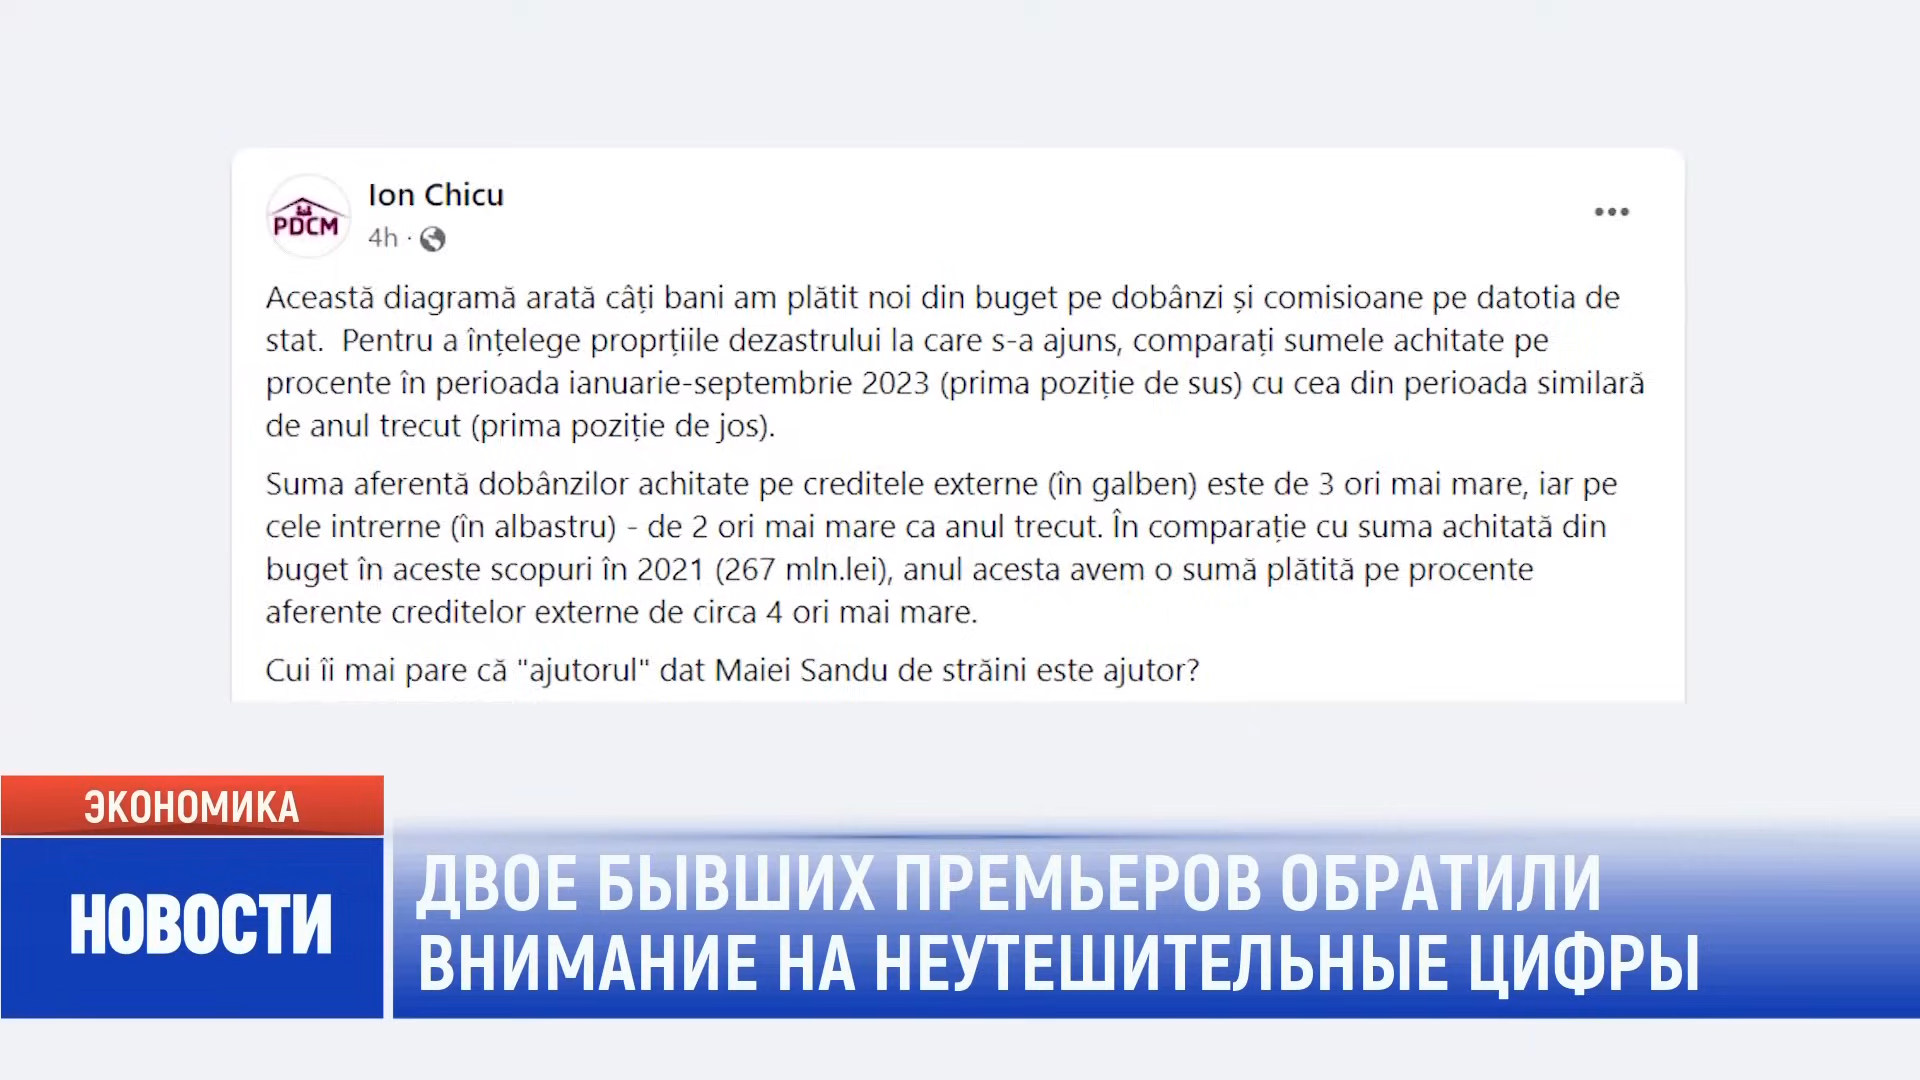 PDCM
Ion Chicu
4h ·
Această diagramă arată câți bani am plătit noi din buget pe dobânzi și comisioane pe datotia de
stat.  Pentru a înțelege proprțiile dezastrului la care s-a ajuns, comparați sumele achitate pe
procente în perioada ianuarie-septembrie 2023 (prima poziție de sus) cu cea din perioada similară
de anul trecut (prima poziție de jos).
Suma aferentă dobânzilor achitate pe creditele externe (în galben) este de 3 ori mai mare, iar pe
cele intrerne (în albastru) - de 2 ori mai mare ca anul trecut. În comparație cu suma achitată din
buget în aceste scopuri în 2021 (267 mln.lei), anul acesta avem o sumă plătită pe procente
aferente creditelor externe de circa 4 ori mai mare.
Cui îi mai pare că "ajutorul" dat Maiei Sandu de străini este ajutor?
ЭКОНОМИКА
НОВОСТИ
ДВОЕ БЫВШИХ ПРЕМЬЕРОВ ОБРАТИЛИ
ВНИМАНИЕ НА НЕУТЕШИТЕЛЬНЫЕ ЦИФРЫ